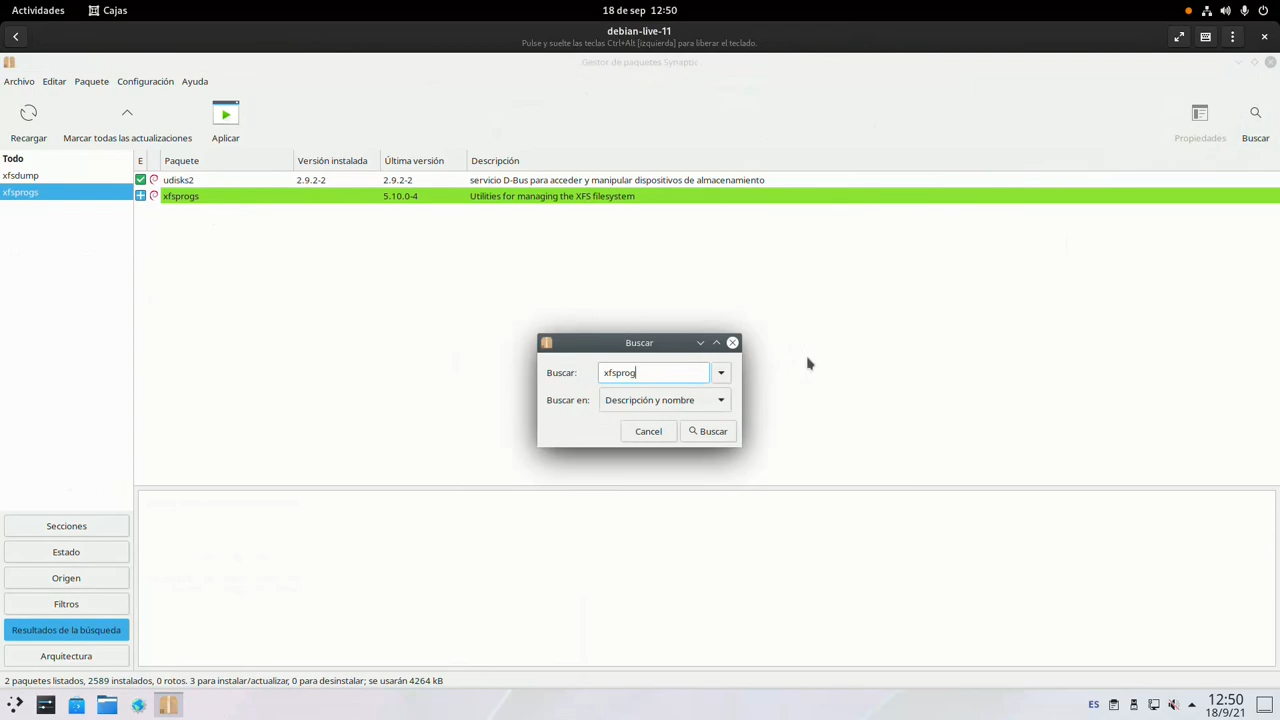 Actividades Cajas 18 de sep 12:50
debian-live-11
Pulse y suelte las teclas Ctrl+Alt [izquierda] para liberar el teclado.
Gestor de paquetes Synaptic
Archivo Editar Paquete Configuración Ayuda
Recargar Marcar todas las actualizaciones Aplicar Propiedades Buscar
Todo
xfsdump
xfsprogs
E Paquete Versión instalada Última versión Descripción
udisks2 2.9.2-2 2.9.2-2 servicio D-Bus para acceder y manipular dispositivos de almacenamiento
xfsprogs 5.10.0-4 Utilities for managing the XFS filesystem
Buscar
Buscar: xfsprog
Buscar en: Descripción y nombre
Cancel Buscar
Secciones
Estado
Origen
Filtros
Resultados de la búsqueda
Arquitectura
2 paquetes listados, 2589 instalados, 0 rotos. 3 para instalar/actualizar, 0 para desinstalar; se usarán 4264 kB
ES 12:50
18/9/21